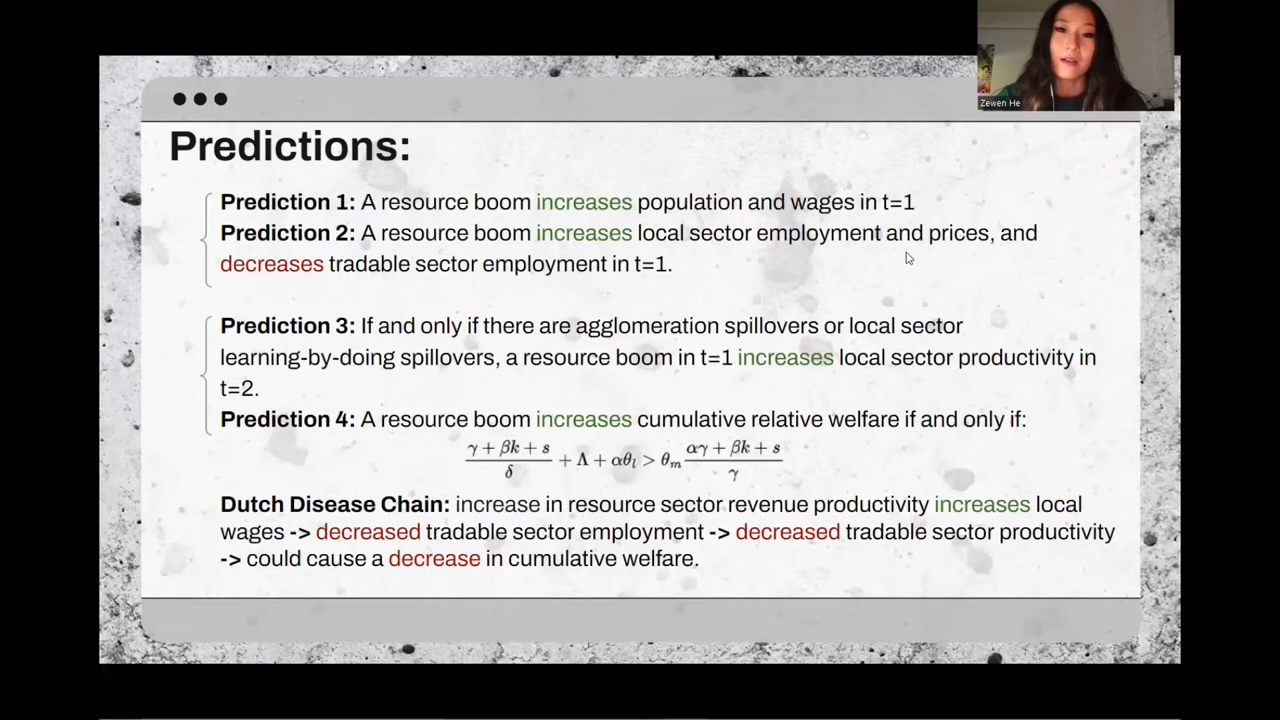 Zewen He
Predictions:
Prediction 1: A resource boom increases population and wages in t=1
Prediction 2: A resource boom increases local sector employment and prices, and
decreases tradable sector employment in t=1.
Prediction 3: If and only if there are agglomeration spillovers or local sector
learning-by-doing spillovers, a resource boom in t=1 increases local sector productivity in
t=2.
Prediction 4: A resource boom increases cumulative relative welfare if and only if:
(γ + βk + s)/δ + Λ + αθ_l > θ_m (αγ + βk + s)/γ
Dutch Disease Chain: increase in resource sector revenue productivity increases local
wages -> decreased tradable sector employment -> decreased tradable sector productivity
-> could cause a decrease in cumulative welfare.